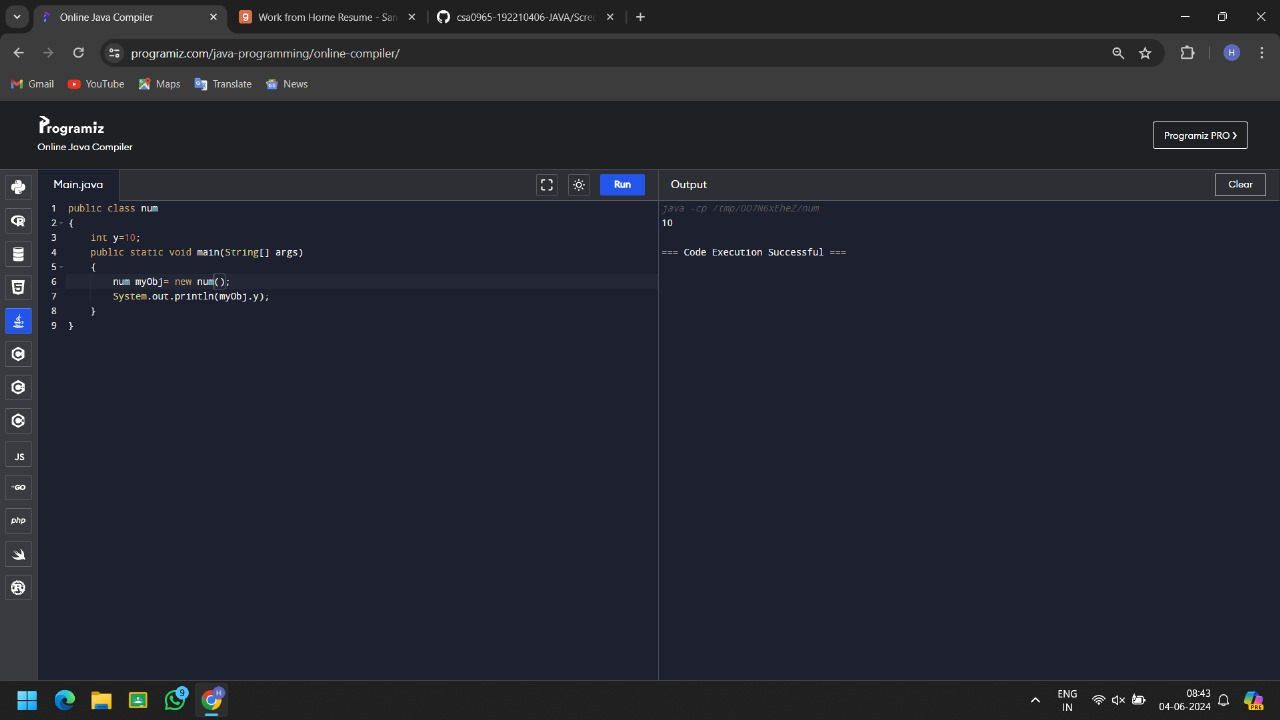 Online Java Compiler
Work from Home Resume - San
csa0965-192210406-JAVA/Scree
programiz.com/java-programming/online-compiler/
H
Gmail
YouTube
Maps
Translate
News
Programiz
Online Java Compiler
Programiz PRO ›
Main.java
Run
Output
Clear
1 public class num
2 {
3 int y=10;
4 public static void main(String[] args)
5 {
6 num myObj= new num();
7 System.out.println(myObj.y);
8 }
9 }
java -cp /tmp/OO7N6xEheZ/num
10
=== Code Execution Successful ===
JS
GO
php
9
H
ENG
IN
08:43
04-06-2024
PRE